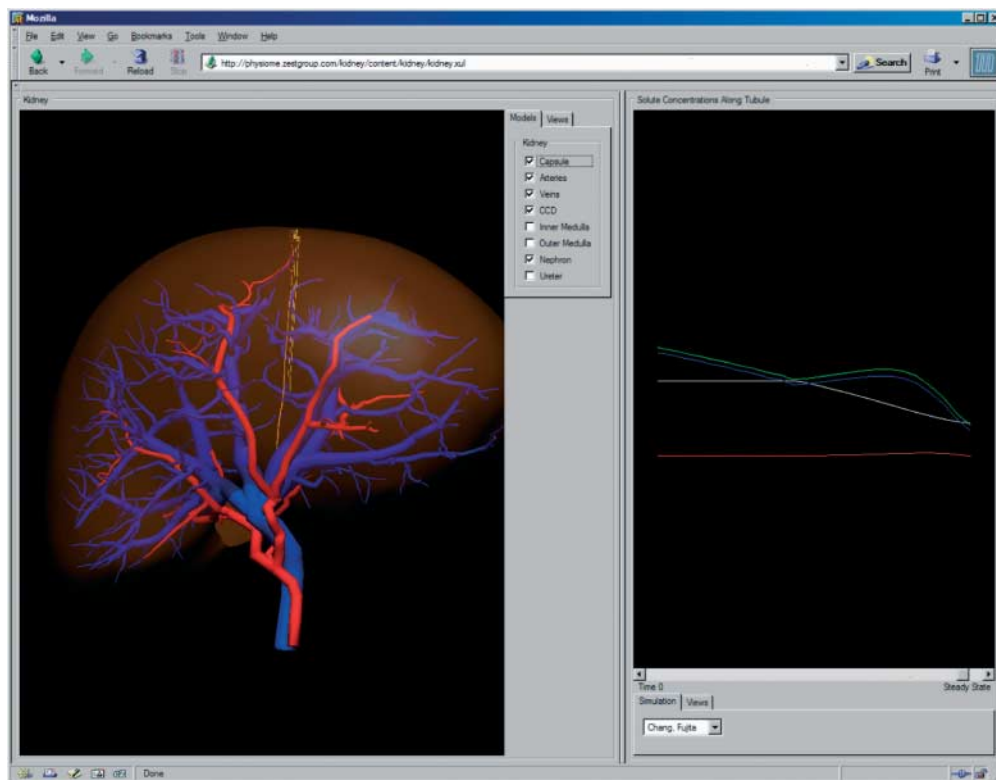 Mozilla
File Edit View Go Bookmarks Tools Window Help
Back Forward Reload Stop http://physiome.zestgroup.com/kidney/content/kidney/kidney.xul Search Print
Kidney
Models Views
Kidney
Capsule
Arteries
Veins
CCD
Inner Medulla
Outer Medulla
Nephron
Ureter
Solute Concentrations Along Tubule
Time 0 Steady State
Simulation Views
Chang, Fujita
Done